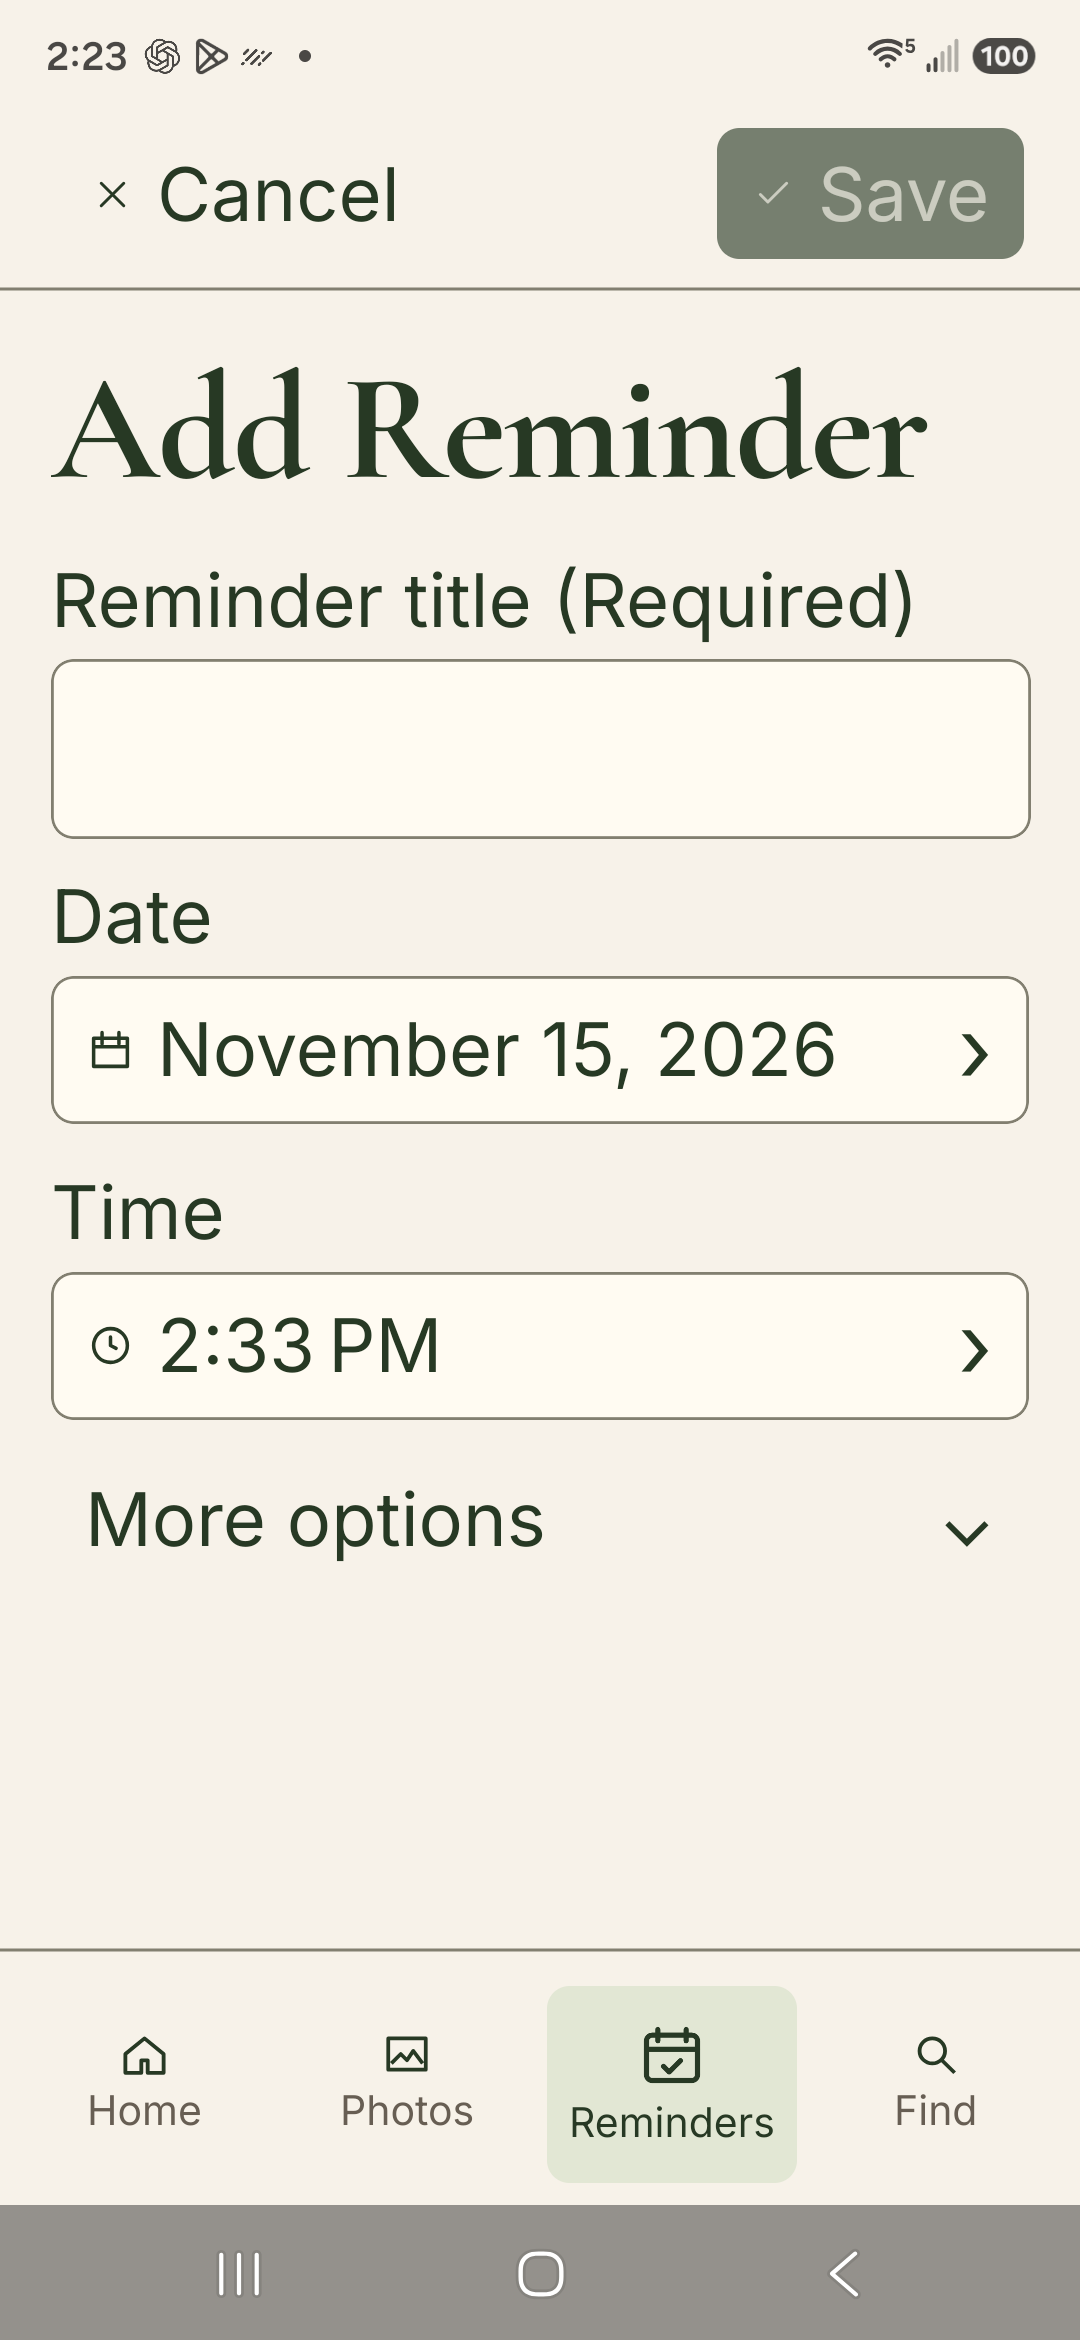 2:23
5
100
Cancel
Save
Add Reminder
Reminder title (Required)
Date
November 15, 2026
Time
2:33 PM
More options
Home
Photos
Reminders
Find